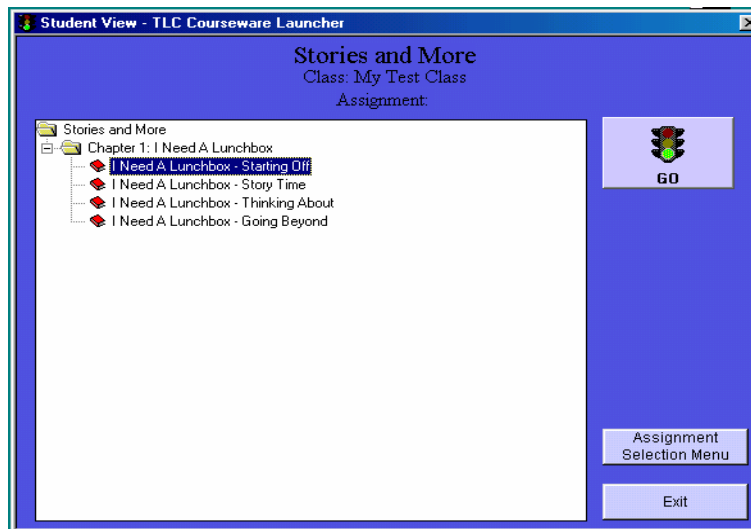 Student View - TLC Courseware Launcher
Stories and More
Class: My Test Class
Assignment:
Stories and More
Chapter 1: I Need A Lunchbox
I Need A Lunchbox - Starting Off
I Need A Lunchbox - Story Time
I Need A Lunchbox - Thinking About
I Need A Lunchbox - Going Beyond
GO
Assignment
Selection Menu
Exit